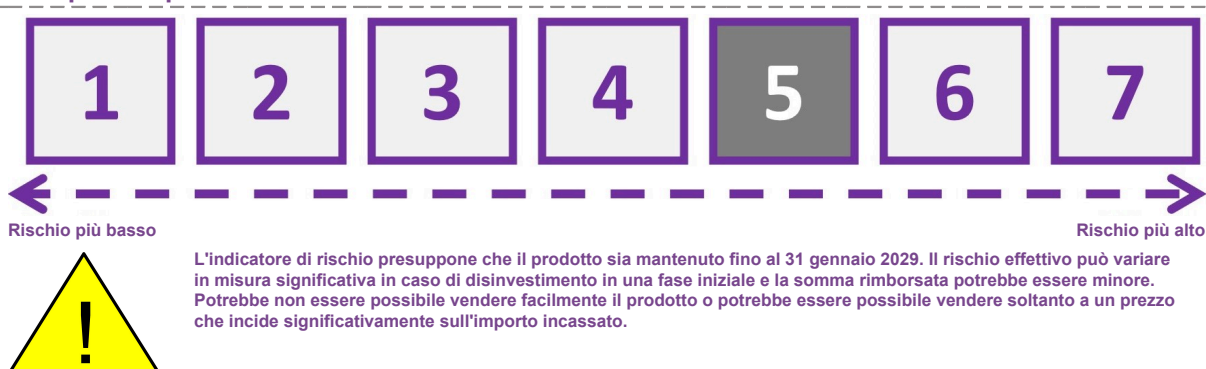 1 2 3 4 5 6 7
Rischio più basso Rischio più alto
L'indicatore di rischio presuppone che il prodotto sia mantenuto fino al 31 gennaio 2029. Il rischio effettivo può variare
in misura significativa in caso di disinvestimento in una fase iniziale e la somma rimborsata potrebbe essere minore.
Potrebbe non essere possibile vendere facilmente il prodotto o potrebbe essere possibile vendere soltanto a un prezzo
che incide significativamente sull'importo incassato.
!